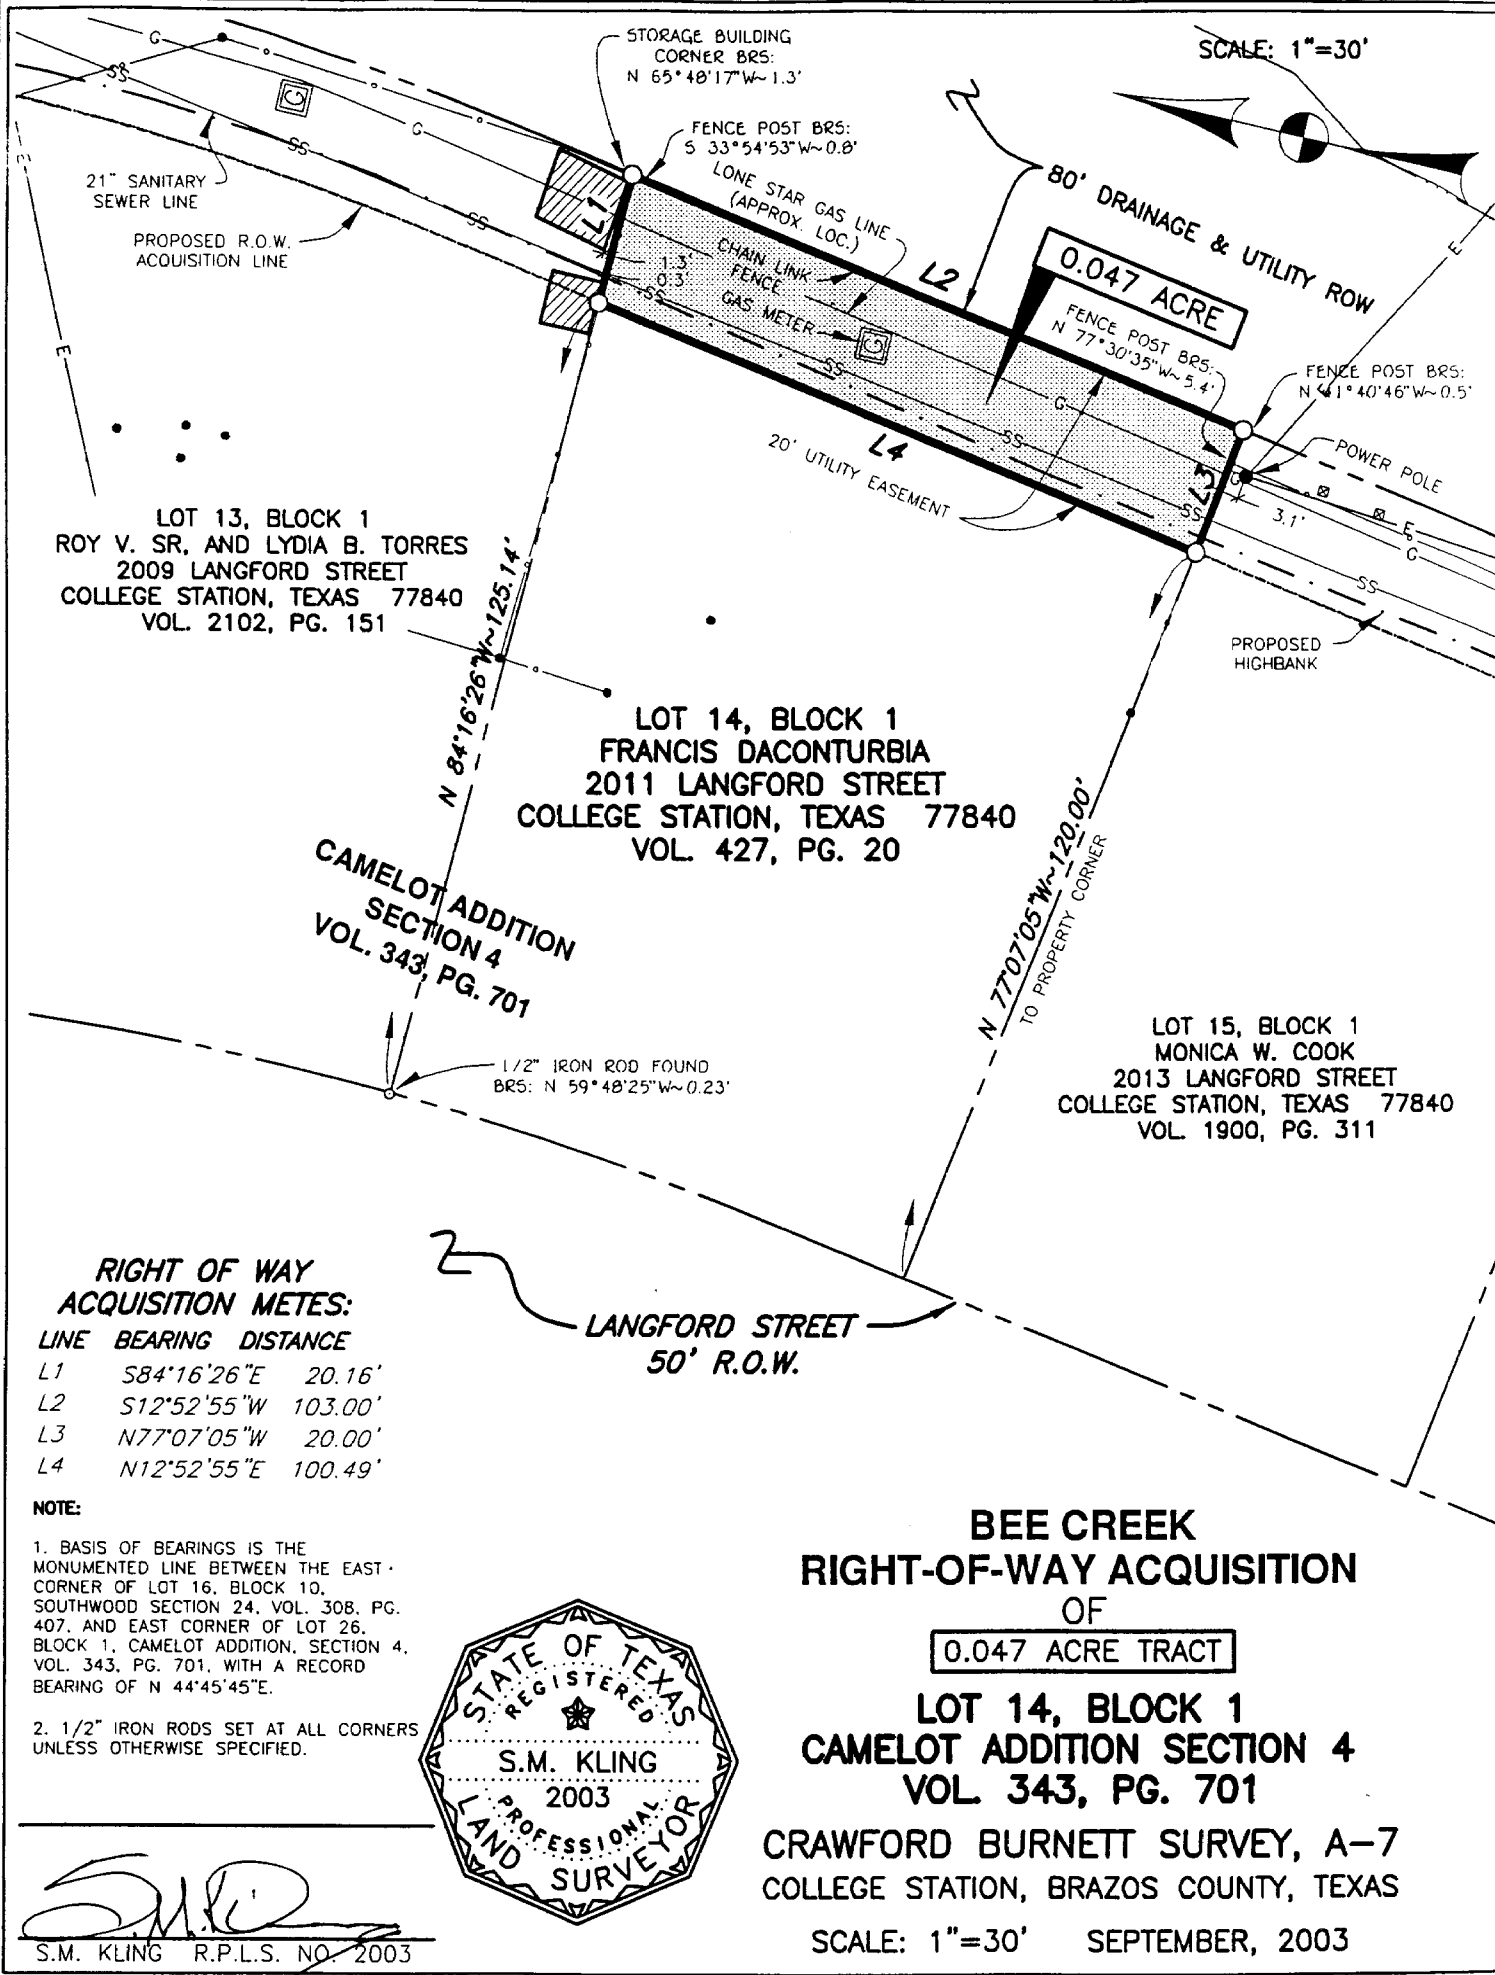 SCALE: 1"=30'
STORAGE BUILDING
CORNER BRS:
N 65°48'17"W~1.3'
FENCE POST BRS:
S 33°54'53"W~0.8'
LONE STAR GAS LINE
(APPROX. LOC.)
CHAIN LINK
FENCE
GAS METER
80' DRAINAGE & UTILITY ROW
0.047 ACRE
FENCE POST BRS:
N 77°30'35"W~5.4'
FENCE POST BRS:
N 41°40'46"W~0.5'
POWER POLE
21" SANITARY
SEWER LINE
PROPOSED R.O.W.
ACQUISITION LINE
L1
L2
L3
L4
1.3'
0.3'
3.1'
G
G
G
G
G
G
G
G
SS
SS
SS
SS
SS
SS
SS
SS
E
E
E
E
20' UTILITY EASEMENT
PROPOSED
HIGHBANK
LOT 13, BLOCK 1
ROY V. SR, AND LYDIA B. TORRES
2009 LANGFORD STREET
COLLEGE STATION, TEXAS 77840
VOL. 2102, PG. 151
N 84°16'26"W~125.14'
LOT 14, BLOCK 1
FRANCIS DACONTURBIA
2011 LANGFORD STREET
COLLEGE STATION, TEXAS 77840
VOL. 427, PG. 20
N 77°07'05"W~120.00'
TO PROPERTY CORNER
CAMELOT ADDITION
SECTION 4
VOL. 343, PG. 701
1/2" IRON ROD FOUND
BRS: N 59°48'25"W~0.23'
LOT 15, BLOCK 1
MONICA W. COOK
2013 LANGFORD STREET
COLLEGE STATION, TEXAS 77840
VOL. 1900, PG. 311
LANGFORD STREET
50' R.O.W.
RIGHT OF WAY
ACQUISITION METES:
LINE BEARING DISTANCE
L1 S84°16'26"E 20.16'
L2 S12°52'55"W 103.00'
L3 N77°07'05"W 20.00'
L4 N12°52'55"E 100.49'
NOTE:
1. BASIS OF BEARINGS IS THE
MONUMENTED LINE BETWEEN THE EAST
CORNER OF LOT 16, BLOCK 10,
SOUTHWOOD SECTION 24, VOL. 308, PG.
407, AND EAST CORNER OF LOT 26,
BLOCK 1, CAMELOT ADDITION, SECTION 4,
VOL. 343, PG. 701, WITH A RECORD
BEARING OF N 44°45'45"E.
2. 1/2" IRON RODS SET AT ALL CORNERS
UNLESS OTHERWISE SPECIFIED.
STATE OF TEXAS
REGISTERED
S.M. KLING
2003
PROFESSIONAL
LAND SURVEYOR
S.M. KLING R.P.L.S. NO. 2003
BEE CREEK
RIGHT-OF-WAY ACQUISITION
OF
0.047 ACRE TRACT
LOT 14, BLOCK 1
CAMELOT ADDITION SECTION 4
VOL. 343, PG. 701
CRAWFORD BURNETT SURVEY, A-7
COLLEGE STATION, BRAZOS COUNTY, TEXAS
SCALE: 1"=30' SEPTEMBER, 2003